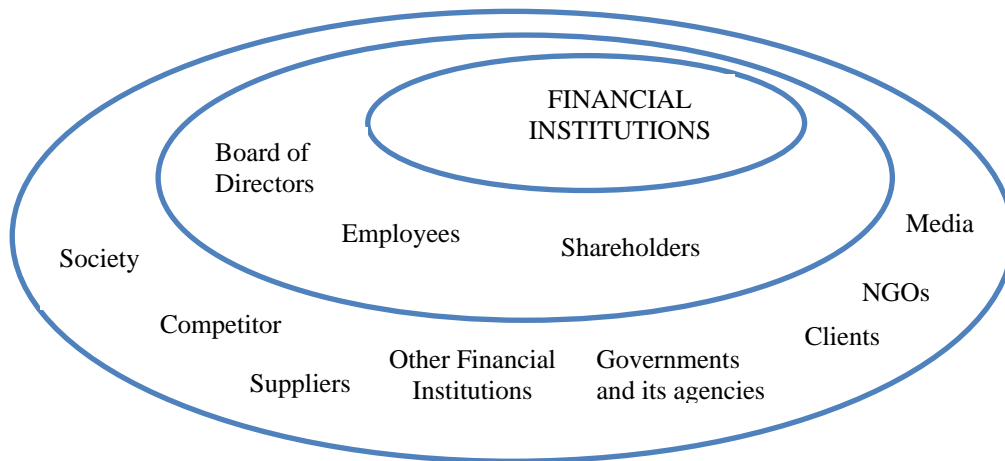 FINANCIAL
INSTITUTIONS
Board of
Directors
Employees
Shareholders
Media
Society
NGOs
Competitor
Clients
Other Financial
Institutions
Governments
and its agencies
Suppliers